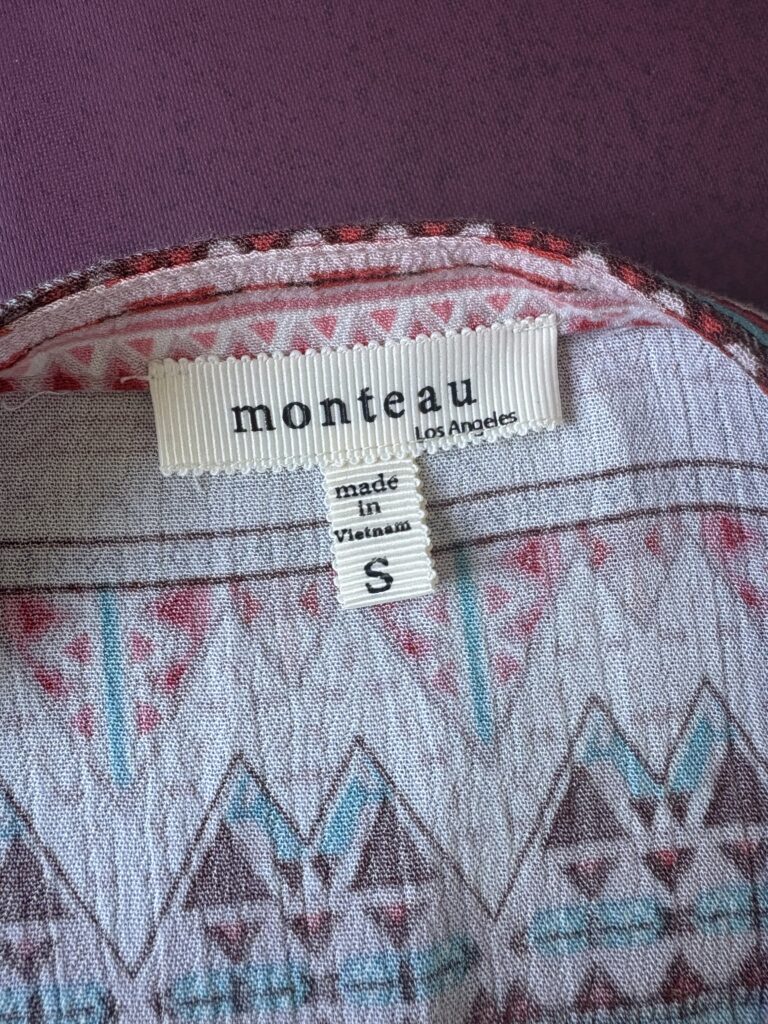 monteau
Los Angeles
made
in
Vietnam
S